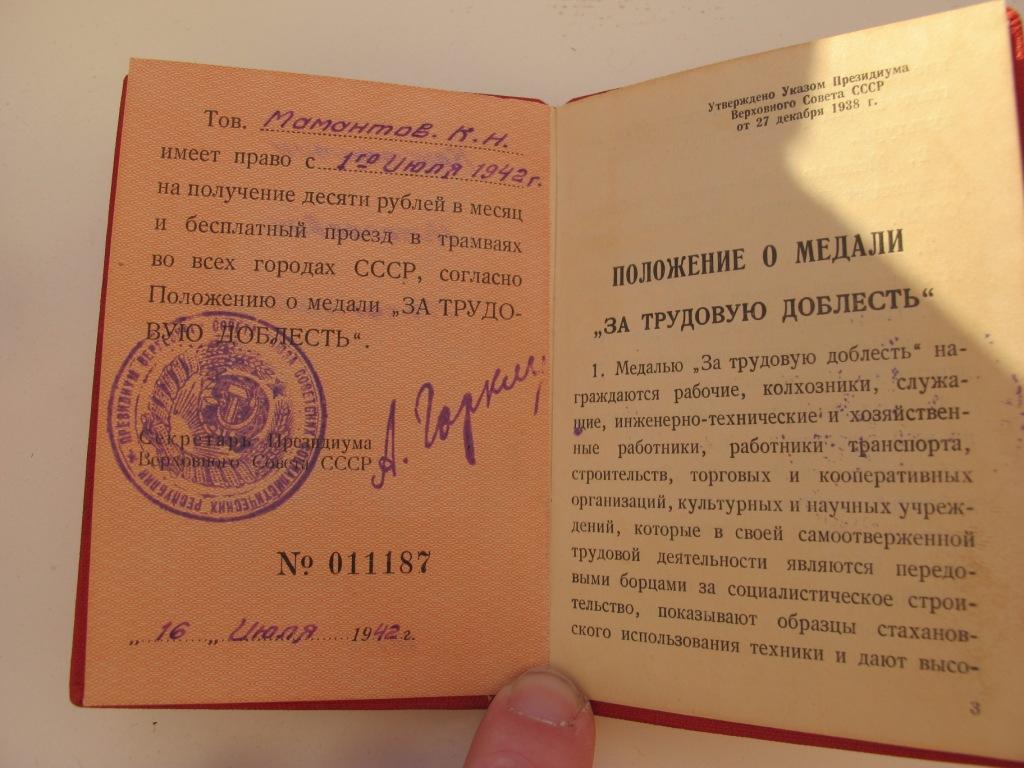 Тов. Мамантов. К.Н.
имеет право с 1го Июля 1942г.
на получение десяти рублей в месяц
и бесплатный проезд в трамваях
во всех городах СССР, согласно
Положению о медали „ЗА ТРУДО-
ВУЮ ДОБЛЕСТЬ“.
Секретарь Президиума
Верховного Совета СССР
А. Горкин
№ 011187
„ 16 „ Июля 1942 г.
Утверждено Указом Президиума
Верховного Совета СССР
от 27 декабря 1938 г.
ПОЛОЖЕНИЕ О МЕДАЛИ
„ЗА ТРУДОВУЮ ДОБЛЕСТЬ“
1. Медалью „За трудовую доблесть“ на-
граждаются рабочие, колхозники, служа-
щие, инженерно-технические и хозяйствен-
ные работники, работники транспорта,
строительств, торговых и кооперативных
организаций, культурных и научных учреж-
дений, которые в своей самоотверженной
трудовой деятельности являются передо-
выми борцами за социалистическое строи-
тельство, показывают образцы стаханов-
ского использования техники и дают высо-
3